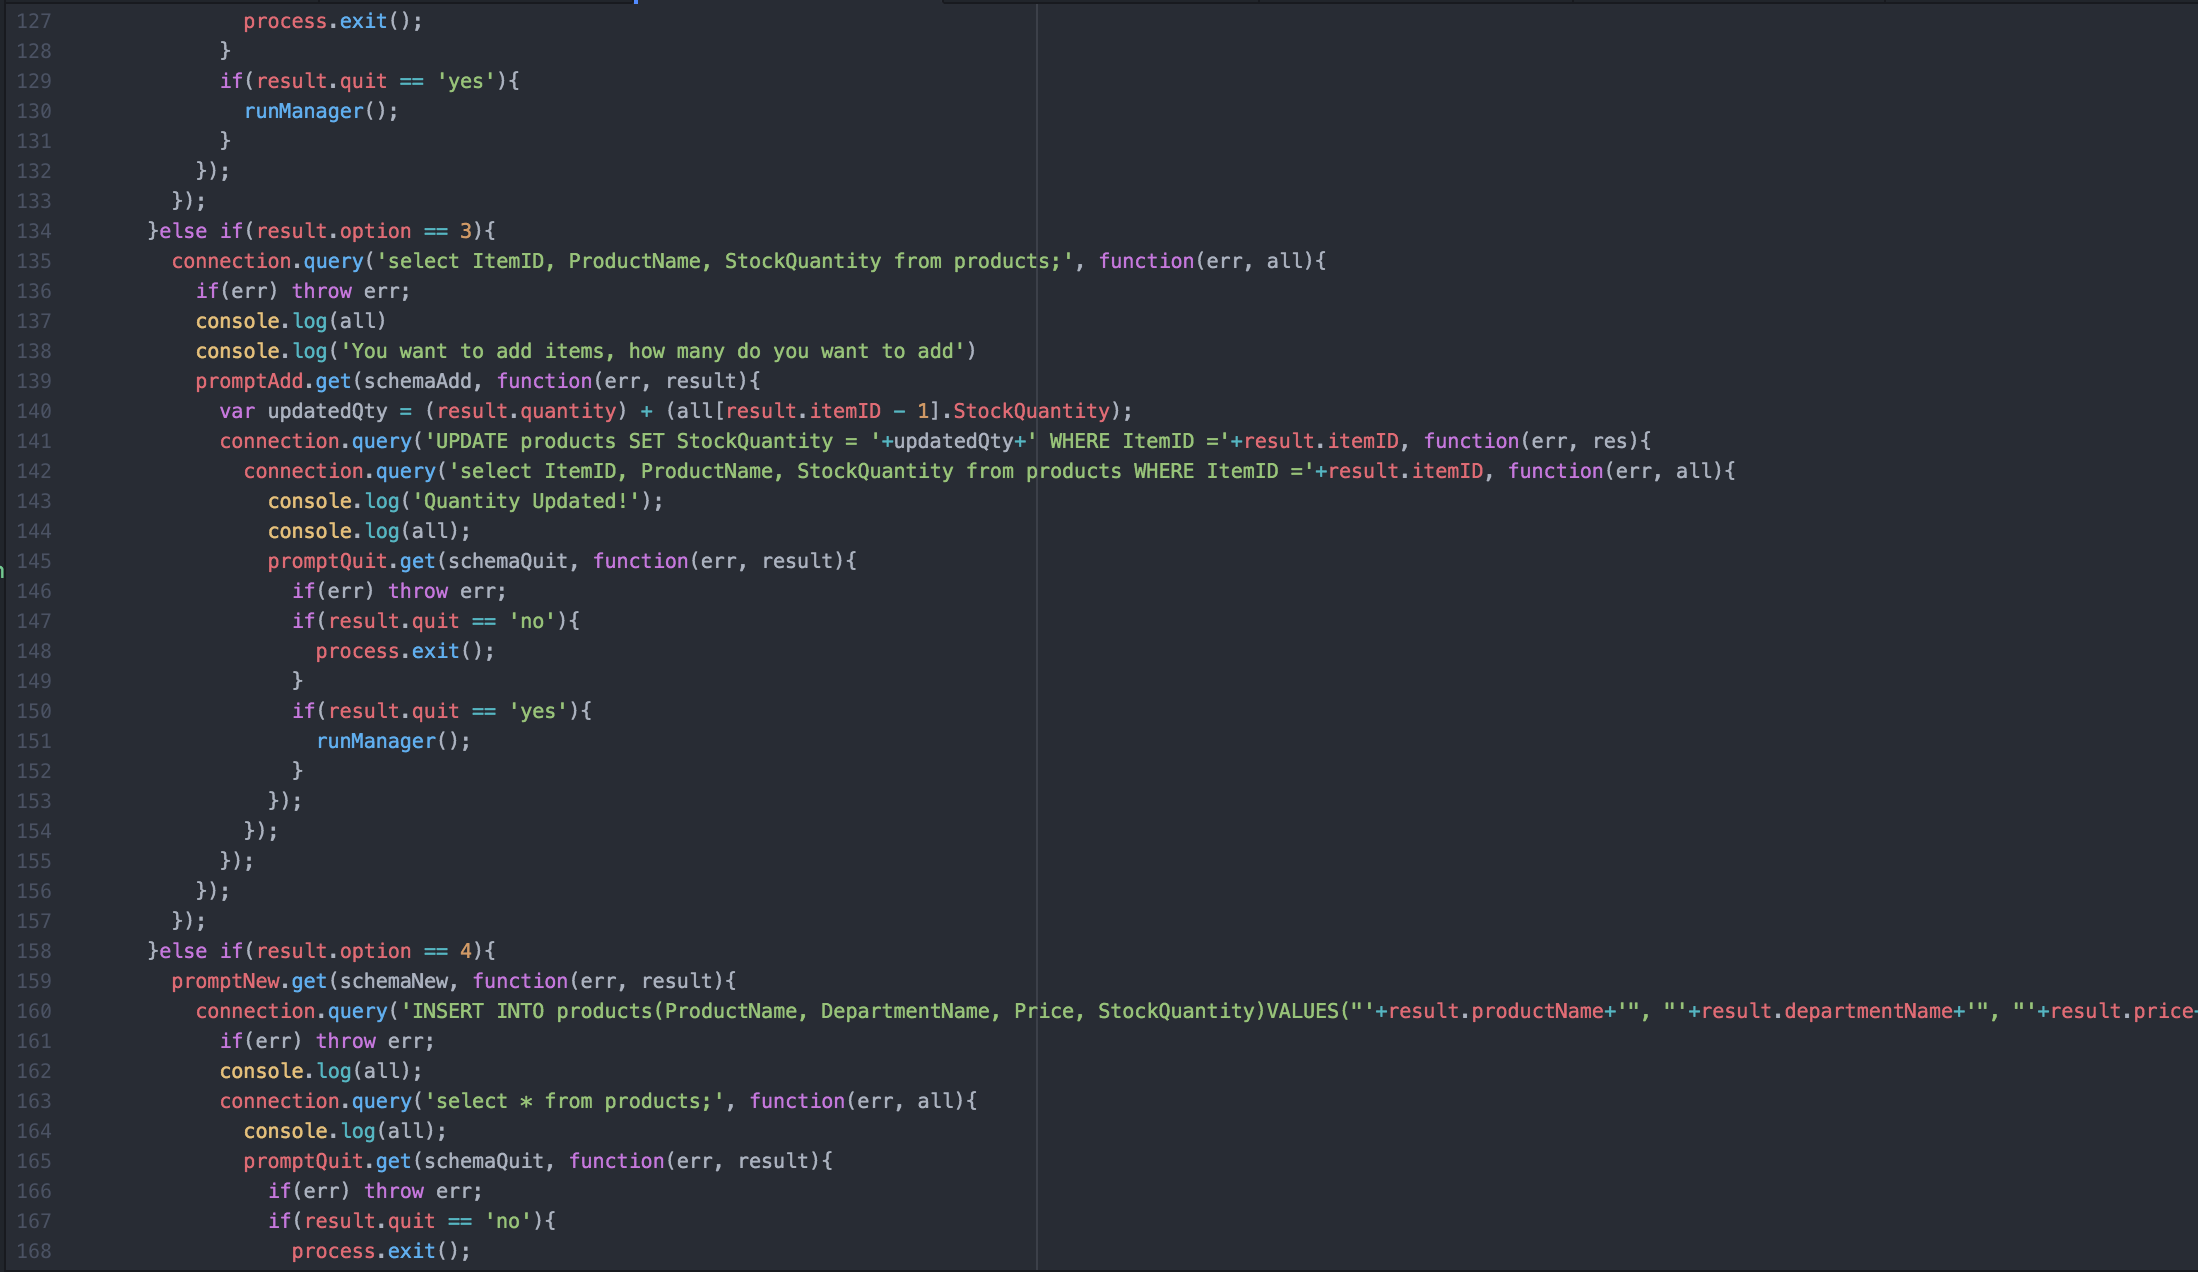 127 process.exit();
128 }
129 if(result.quit == 'yes'){
130 runManager();
131 }
132 });
133 });
134 }else if(result.option == 3){
135 connection.query('select ItemID, ProductName, StockQuantity from products;', function(err, all){
136 if(err) throw err;
137 console.log(all)
138 console.log('You want to add items, how many do you want to add')
139 promptAdd.get(schemaAdd, function(err, result){
140 var updatedQty = (result.quantity) + (all[result.itemID - 1].StockQuantity);
141 connection.query('UPDATE products SET StockQuantity = '+updatedQty+' WHERE ItemID ='+result.itemID, function(err, res){
142 connection.query('select ItemID, ProductName, StockQuantity from products WHERE ItemID ='+result.itemID, function(err, all){
143 console.log('Quantity Updated!');
144 console.log(all);
145 promptQuit.get(schemaQuit, function(err, result){
146 if(err) throw err;
147 if(result.quit == 'no'){
148 process.exit();
149 }
150 if(result.quit == 'yes'){
151 runManager();
152 }
153 });
154 });
155 });
156 });
157 });
158 }else if(result.option == 4){
159 promptNew.get(schemaNew, function(err, result){
160 connection.query('INSERT INTO products(ProductName, DepartmentName, Price, StockQuantity)VALUES("'+result.productName+'", "'+result.departmentName+'", "'+result.price+
161 if(err) throw err;
162 console.log(all);
163 connection.query('select * from products;', function(err, all){
164 console.log(all);
165 promptQuit.get(schemaQuit, function(err, result){
166 if(err) throw err;
167 if(result.quit == 'no'){
168 process.exit();